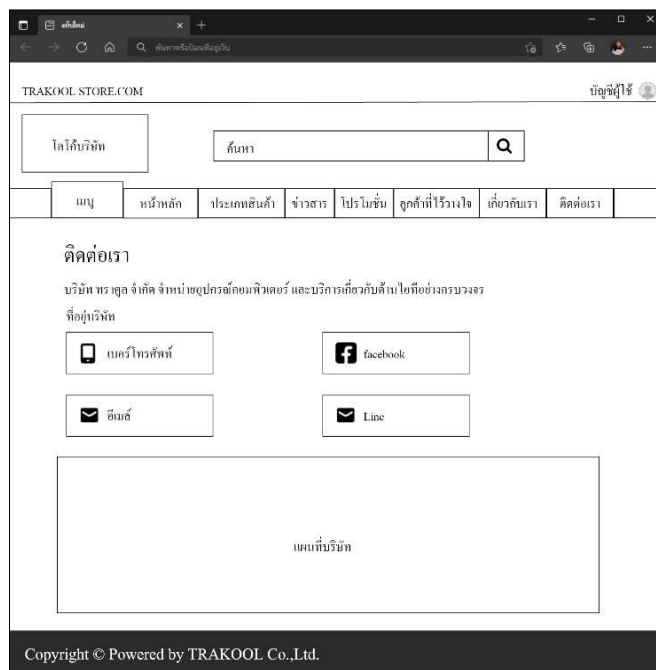 แท็บใหม่
ค้นหาหรือป้อนที่อยู่เว็บ
TRAKOOL STORE.COM บัญชีผู้ใช้
โลโก้บริษัท ค้นหา
เมนู หน้าหลัก ประเภทสินค้า ข่าวสาร โปรโมชั่น ลูกค้าที่ไว้วางใจ เกี่ยวกับเรา ติดต่อเรา
ติดต่อเรา
บริษัท ทราคูล จำกัด จำหน่ายอุปกรณ์คอมพิวเตอร์ และบริการเกี่ยวกับด้านไอทีอย่างครบวงจร
ที่อยู่บริษัท
เบอร์โทรศัพท์ facebook
อีเมล์ Line
แผนที่บริษัท
Copyright © Powered by TRAKOOL Co.,Ltd.